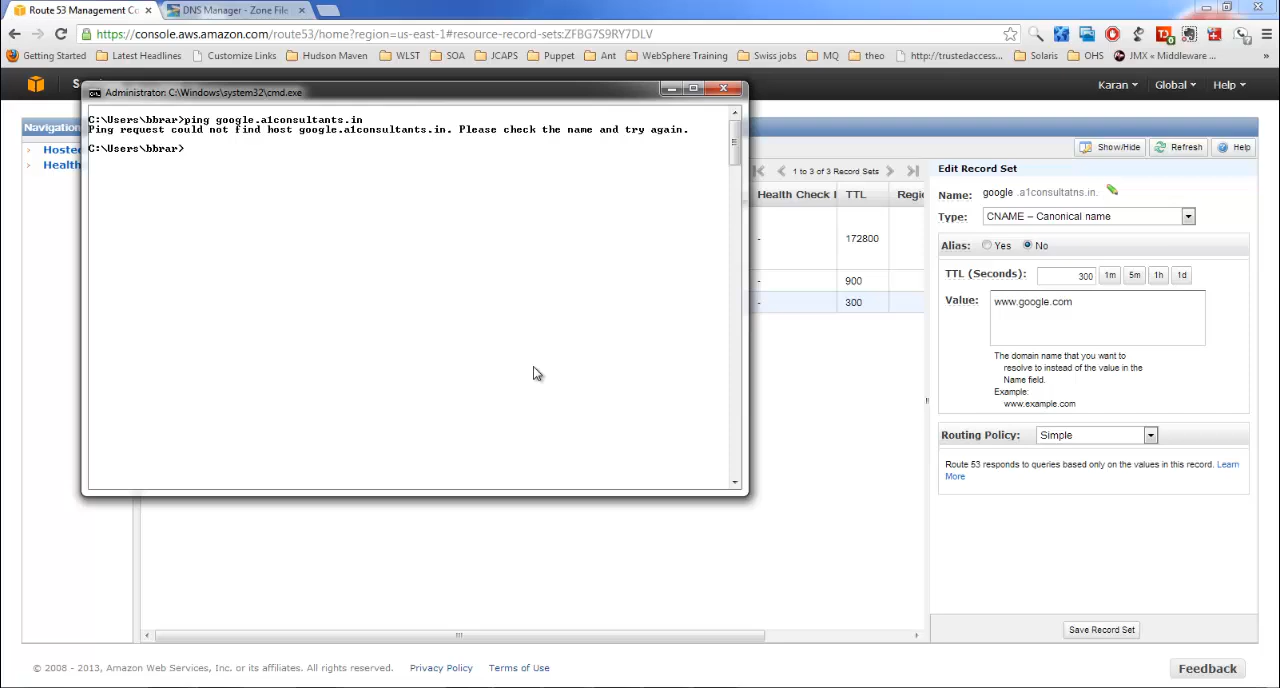 Route 53 Management Co
DNS Manager - Zone File
https://console.aws.amazon.com/route53/home?region=us-east-1#resource-record-sets:ZFBG7S9RY7DLV
Getting Started
Latest Headlines
Customize Links
Hudson Maven
WLST
SOA
JCAPS
Puppet
Ant
WebSphere Training
Swiss jobs
MQ
theo
http://trustedaccess...
Solaris
OHS
JMX « Middleware
»
Karan
Global
Help
Administrator: C:\Windows\system32\cmd.exe
C:\Users\bbrar>ping google.a1consultants.in
Ping request could not find host google.a1consultants.in. Please check the name and try again.
C:\Users\bbrar>
Navigation
Hoste
Health
Show/Hide
Refresh
Help
1 to 3 of 3 Record Sets
Health Check I
TTL
Regio
-
172800
-
900
-
300
Edit Record Set
Name: google .a1consultatns.in.
Type: CNAME – Canonical name
Alias: Yes No
TTL (Seconds): 300 1m 5m 1h 1d
Value: www.google.com
The domain name that you want to
resolve to instead of the value in the
Name field.
Example:
www.example.com
Routing Policy: Simple
Route 53 responds to queries based only on the values in this record. Learn
More
Save Record Set
© 2008 - 2013, Amazon Web Services, Inc. or its affiliates. All rights reserved.
Privacy Policy
Terms of Use
Feedback